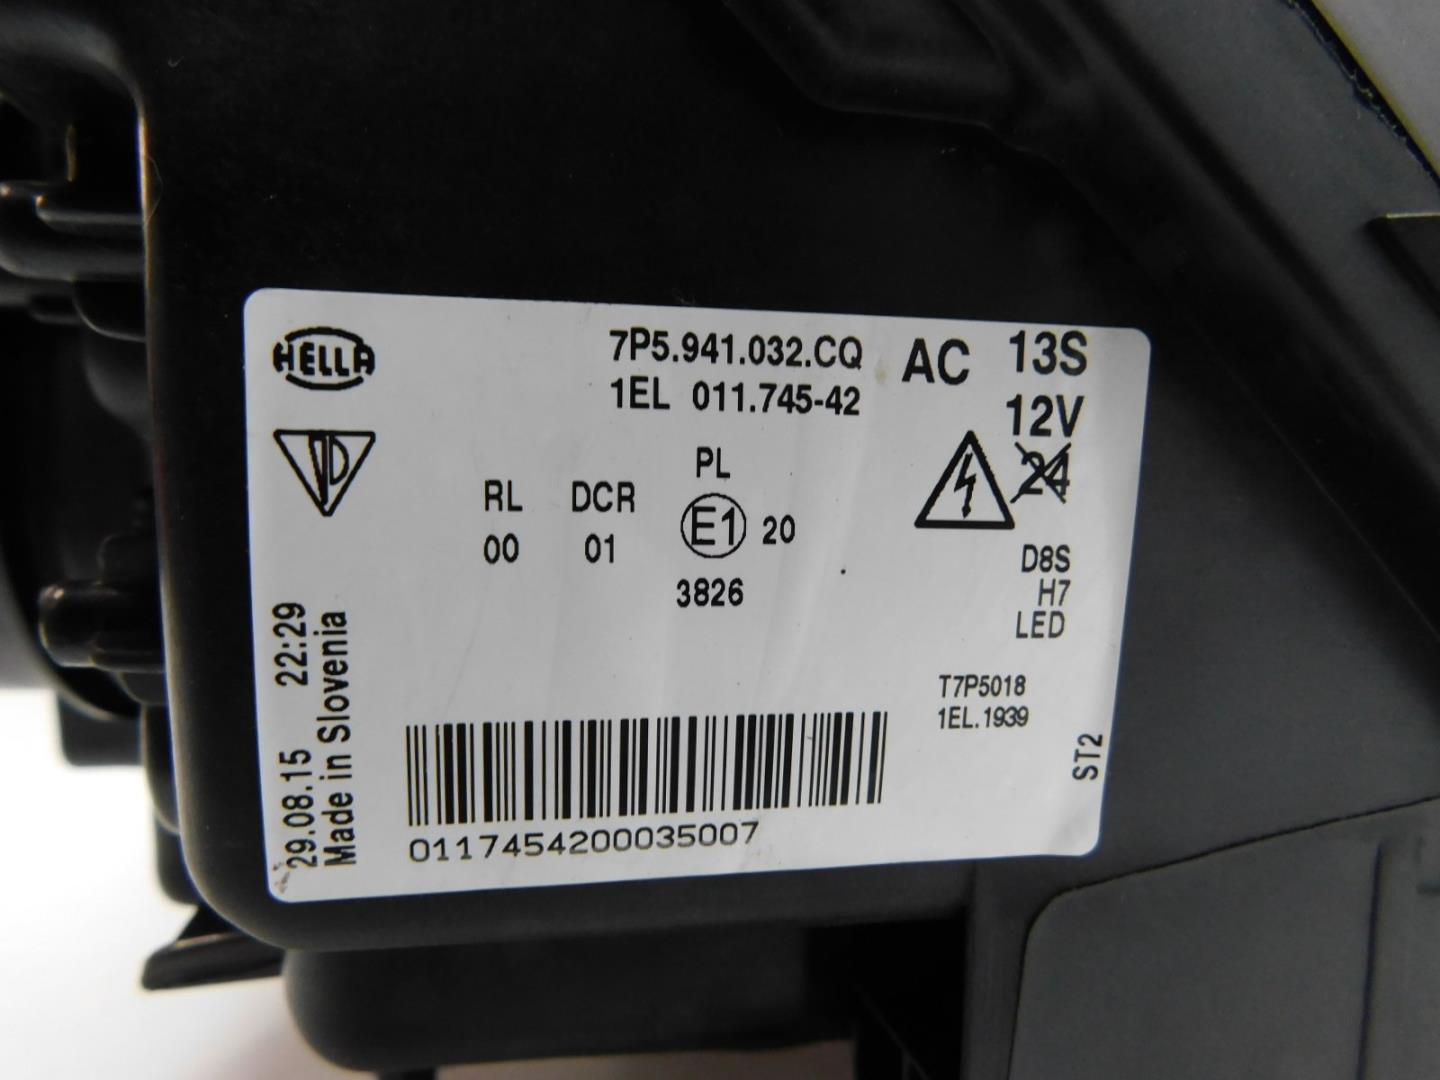 HELLA
7P5.941.032.CQ
1EL 011.745-42
AC
13S
12V
24
PL
RL
DCR
E1
20
00
01
3826
D8S
H7
LED
T7P5018
1EL.1939
ST2
29.08.15 22:29
Made in Slovenia
0117454200035007